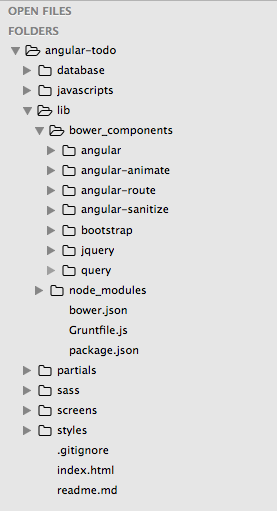 OPEN FILES
FOLDERS
angular-todo
database
javascripts
lib
bower_components
angular
angular-animate
angular-route
angular-sanitize
bootstrap
jquery
query
node_modules
bower.json
Gruntfile.js
package.json
partials
sass
screens
styles
.gitignore
index.html
readme.md